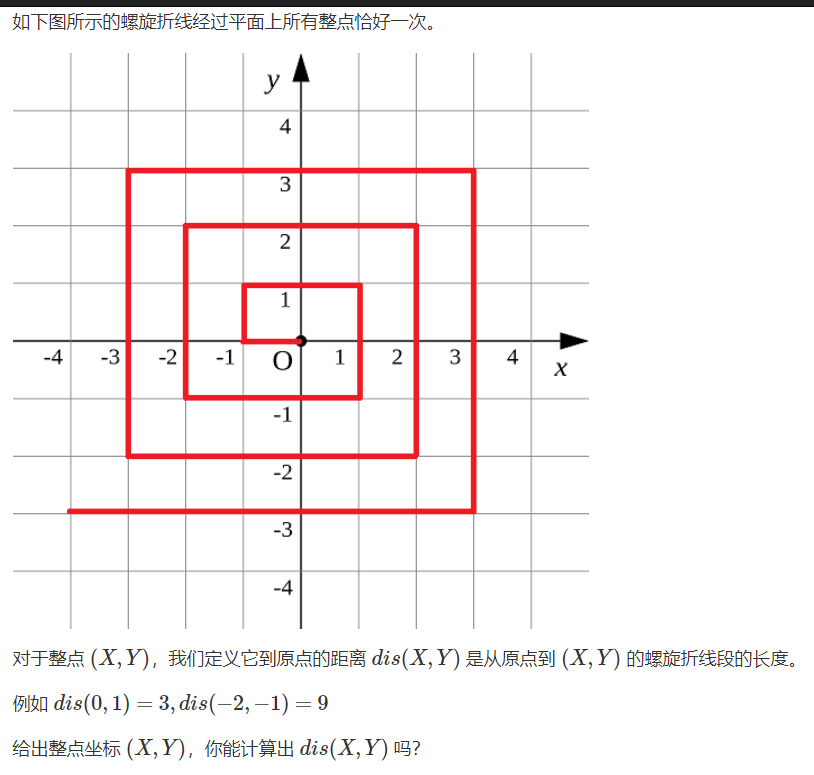 如下图所示的螺旋折线经过平面上所有整点恰好一次。
y
4
3
2
1
-4 -3 -2 -1 O 1 2 3 4 x
-1
-2
-3
-4
对于整点 (X, Y)，我们定义它到原点的距离 dis(X, Y) 是从原点到 (X, Y) 的螺旋折线段的长度。
例如 dis(0, 1) = 3, dis(−2, −1) = 9
给出整点坐标 (X, Y)，你能计算出 dis(X, Y) 吗？